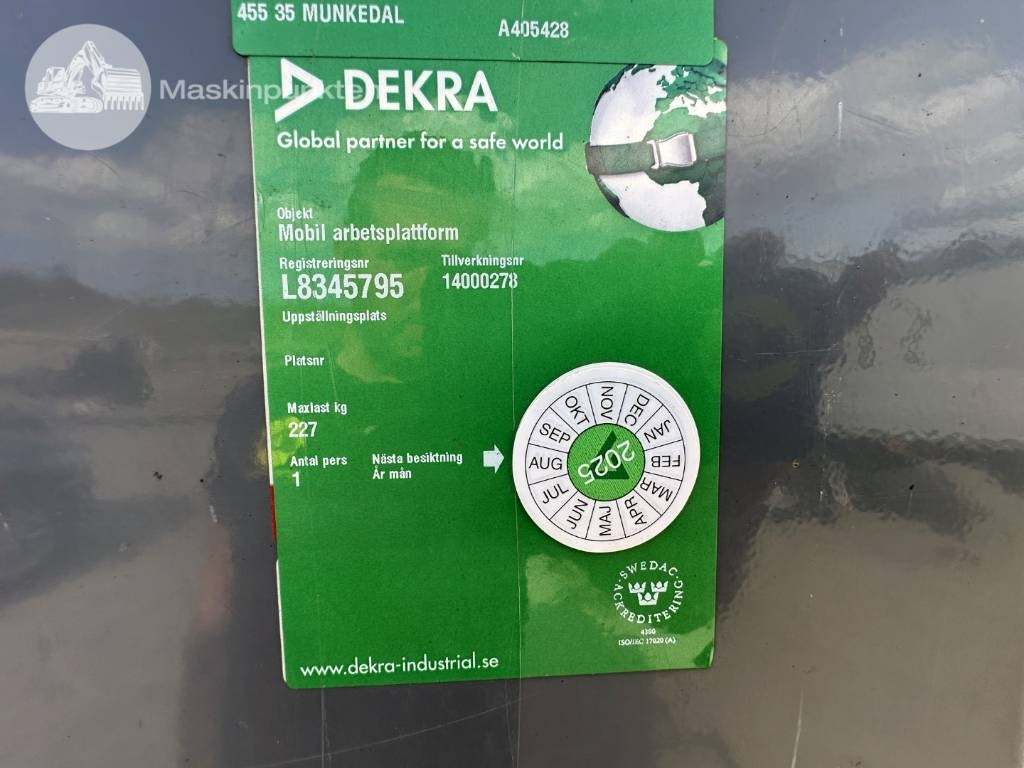 455 35 MUNKEDAL
A405428
Maskinpunkten
DEKRA
Global partner for a safe world
Objekt
Mobil arbetsplattform
Registreringsnr Tillverkningsnr
L8345795 14000278
Uppställningsplats
Platsnr
Maxlast kg
227
Antal pers Nästa besiktning
1 År mån
JAN
FEB
MAR
APR
MAJ
JUN
JUL
AUG
SEP
OKT
NOV
DEC
2025
SWEDAC
ACKREDITERING
4390
ISO/IEC 17020 (A)
www.dekra-industrial.se